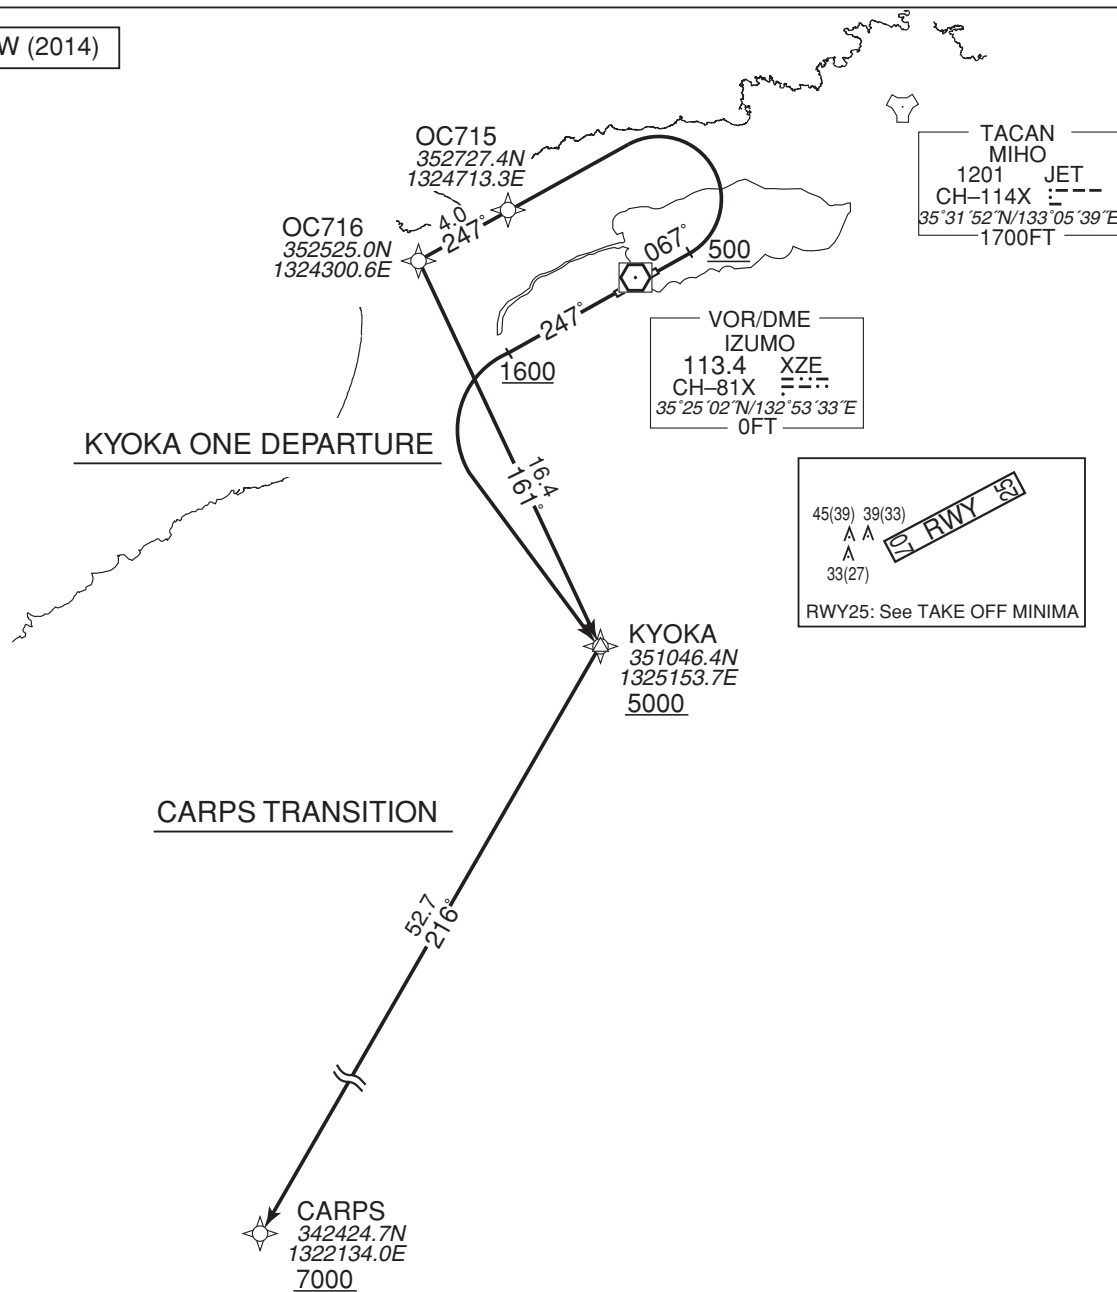 W (2014)
OC715
352727.4N
1324713.3E
TACAN
MIHO
1201 JET
CH–114X
35°31´52˝N/133°05´39˝E
1700FT
OC716
352525.0N
1324300.6E
4.0
247°
067°
500
247°
1600
VOR/DME
IZUMO
113.4 XZE
CH–81X
35°25´02˝N/132°53´33˝E
0FT
KYOKA ONE DEPARTURE
16.4
161°
45(39) 39(33)
33(27)
07 RWY 25
RWY25: See TAKE OFF MINIMA
KYOKA
351046.4N
1325153.7E
5000
CARPS TRANSITION
52.7
216°
CARPS
342424.7N
1322134.0E
7000